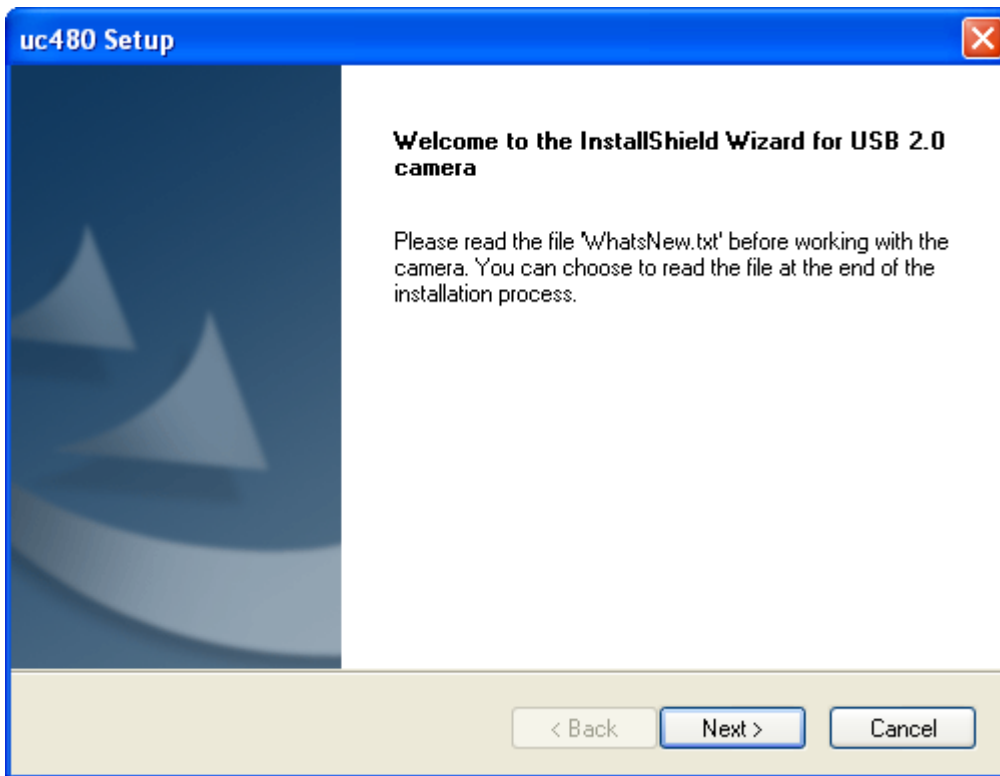 uc480 Setup
Welcome to the InstallShield Wizard for USB 2.0
camera
Please read the file 'WhatsNew.txt' before working with the
camera. You can choose to read the file at the end of the
installation process.
< Back
Next >
Cancel